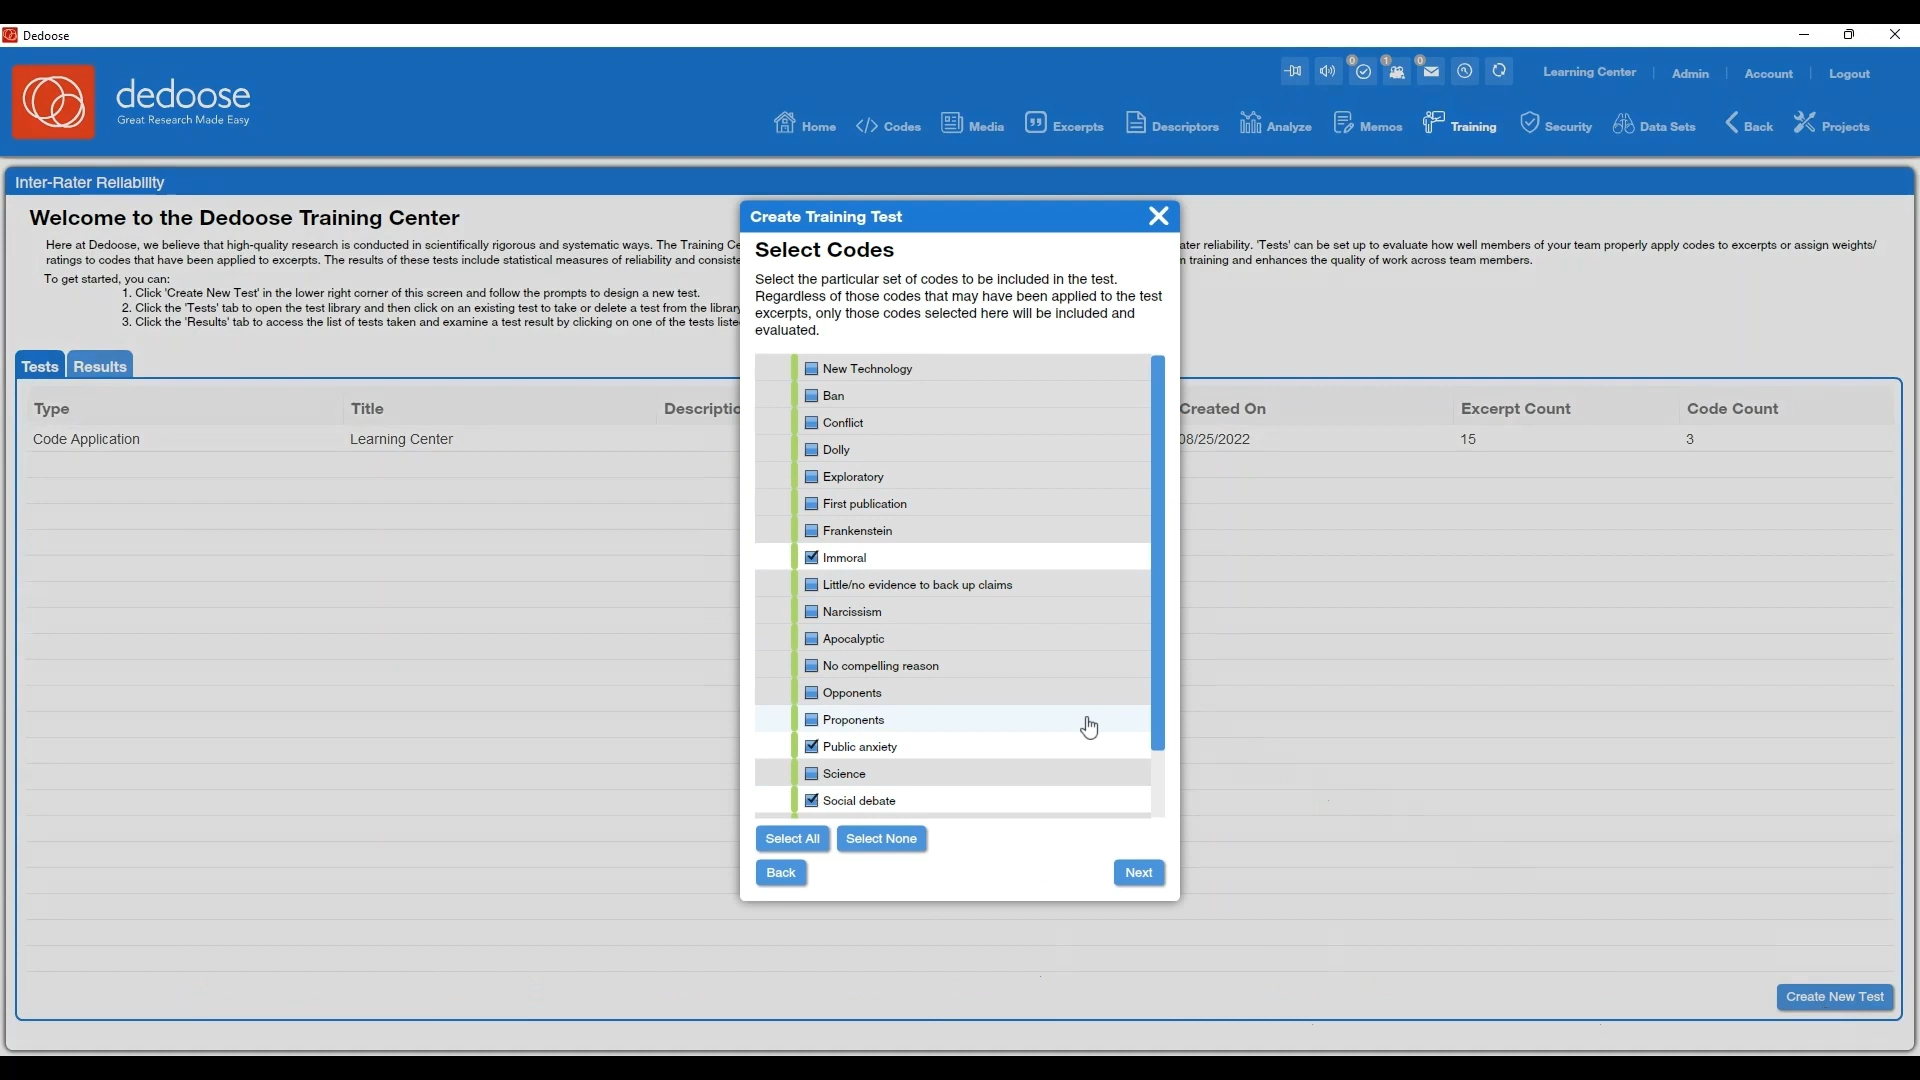 Dedoose
0
1
0
Learning Center
Admin
Account
Logout
dedoose
Great Research Made Easy
Home
Codes
Media
Excerpts
Descriptors
Analyze
Memos
Training
Security
Data Sets
Back
Projects
Inter-Rater Reliability
Welcome to the Dedoose Training Center
Here at Dedoose, we believe that high-quality research is conducted in scientifically rigorous and systematic ways. The Training Ce
ater reliability. 'Tests' can be set up to evaluate how well members of your team properly apply codes to excerpts or assign weights/
ratings to codes that have been applied to excerpts. The results of these tests include statistical measures of reliability and consiste
training and enhances the quality of work across team members.
To get started, you can:
1. Click 'Create New Test' in the lower right corner of this screen and follow the prompts to design a new test.
2. Click the 'Tests' tab to open the test library and then click on an existing test to take or delete a test from the library
3. Click the 'Results' tab to access the list of tests taken and examine a test result by clicking on one of the tests liste
Tests
Results
Type
Title
Descriptio
Created On
Excerpt Count
Code Count
Code Application
Learning Center
08/25/2022
15
3
Create Training Test
Select Codes
Select the particular set of codes to be included in the test.
Regardless of those codes that may have been applied to the test
excerpts, only those codes selected here will be included and
evaluated.
New Technology
Ban
Conflict
Dolly
Exploratory
First publication
Frankenstein
Immoral
Little/no evidence to back up claims
Narcissism
Apocalyptic
No compelling reason
Opponents
Proponents
Public anxiety
Science
Social debate
Select All
Select None
Back
Next
Create New Test